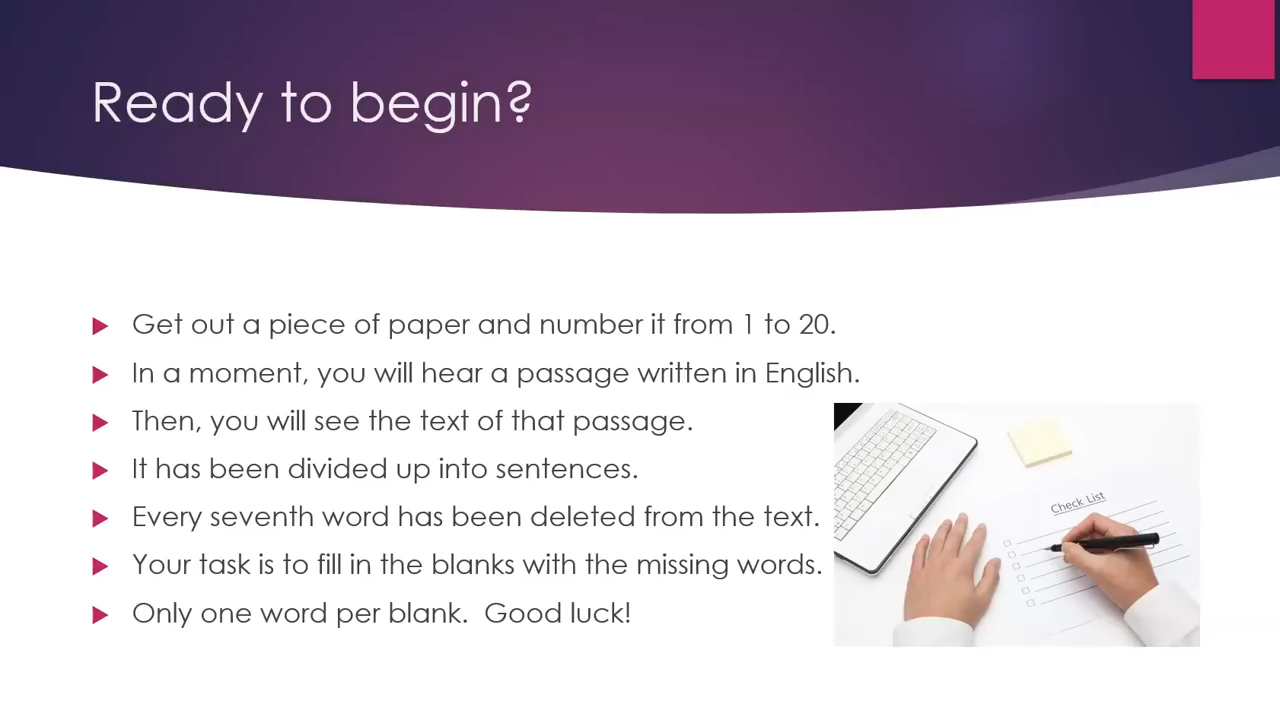 Ready to begin?
Get out a piece of paper and number it from 1 to 20.
In a moment, you will hear a passage written in English.
Then, you will see the text of that passage.
It has been divided up into sentences.
Every seventh word has been deleted from the text.
Your task is to fill in the blanks with the missing words.
Only one word per blank.  Good luck!
Check List